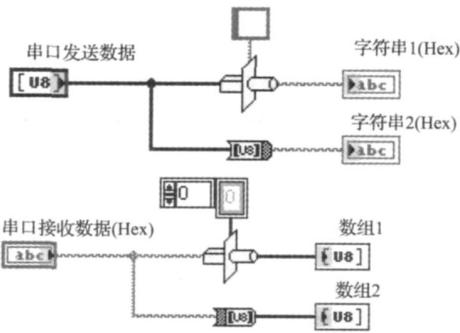 串口发送数据
字符串1(Hex)
[U8]
abc
字符串2(Hex)
[U8]
abc
0
0
串口接收数据(Hex)
数组1
abc
[U8]
数组2
[U8]
[U8]